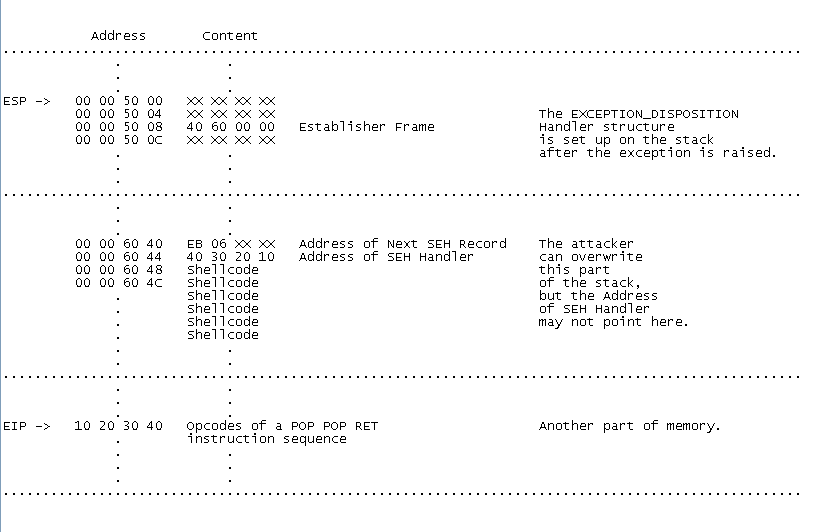 Address Content
ESP -> 00 00 50 00 XX XX XX XX
00 00 50 04 XX XX XX XX The EXCEPTION_DISPOSITION
00 00 50 08 40 60 00 00 Establisher Frame Handler structure
00 00 50 0C XX XX XX XX is set up on the stack
after the exception is raised.
00 00 60 40 EB 06 XX XX Address of Next SEH Record The attacker
00 00 60 44 40 30 20 10 Address of SEH Handler can overwrite
00 00 60 48 Shellcode this part
00 00 60 4C Shellcode of the stack,
Shellcode but the Address
Shellcode of SEH Handler
Shellcode may not point here.
Shellcode
EIP -> 10 20 30 40 Opcodes of a POP POP RET Another part of memory.
instruction sequence